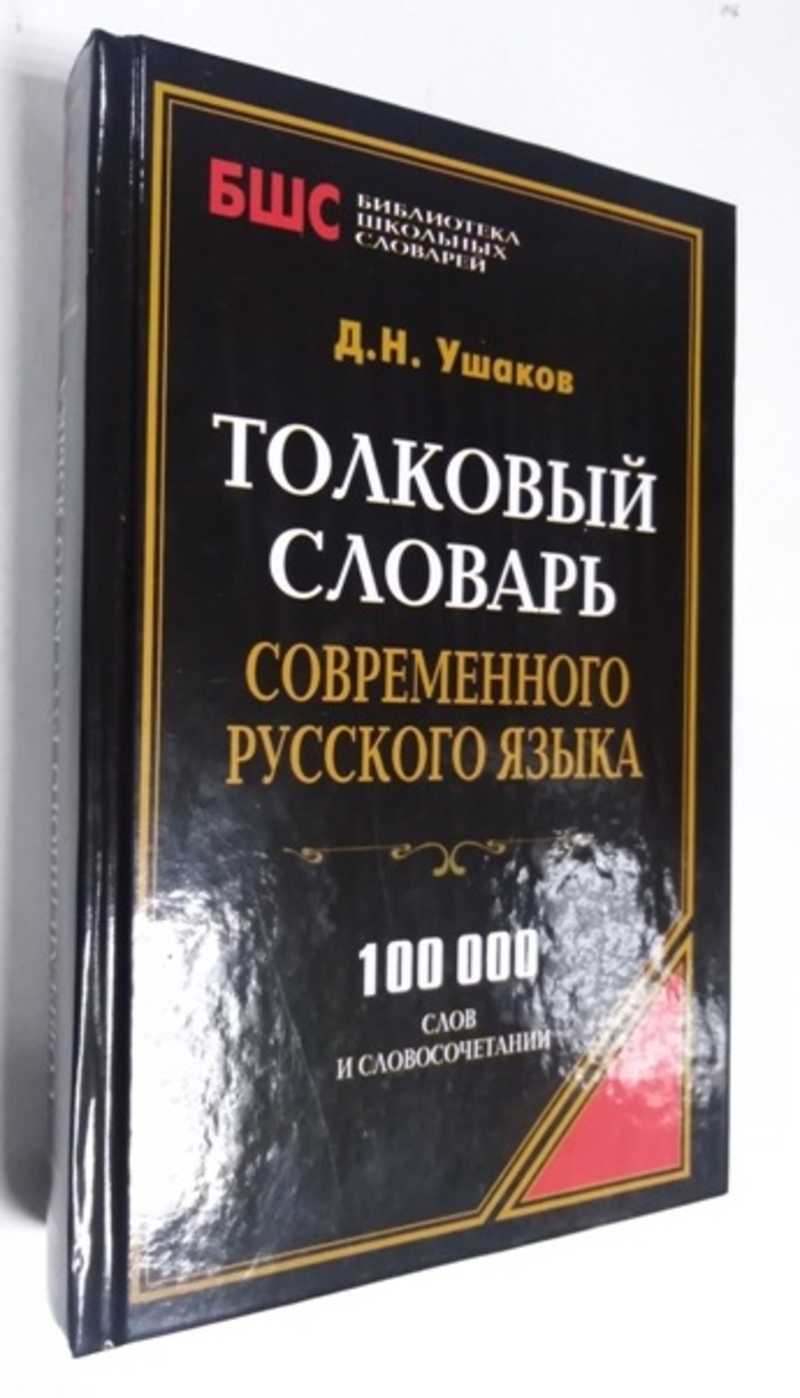 БШС
БИБЛИОТЕКА
ШКОЛЬНЫХ
СЛОВАРЕЙ
Д.Н. Ушаков
ТОЛКОВЫЙ
СЛОВАРЬ
СОВРЕМЕННОГО
РУССКОГО ЯЗЫКА
100 000
СЛОВ
И СЛОВОСОЧЕТАНИЙ